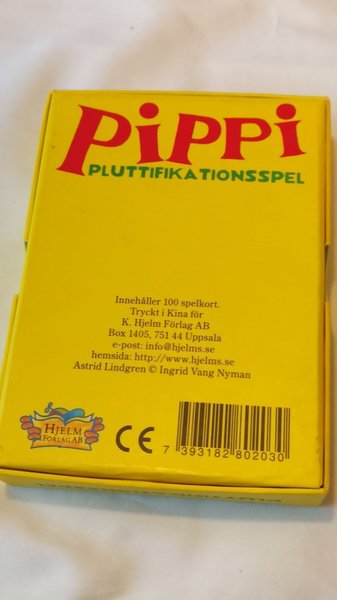 PiPPi
PLUTTIFIKATIONSSPEL
Innehåller 100 spelkort.
Tryckt i Kina för
K. Hjelm Förlag AB
Box 1405, 751 44 Uppsala
e-post: info@hjelms.se
hemsida: http://www.hjelms.se
Astrid Lindgren © Ingrid Vang Nyman
HJELM
FÖRLAG AB
CE
7 393182 802030